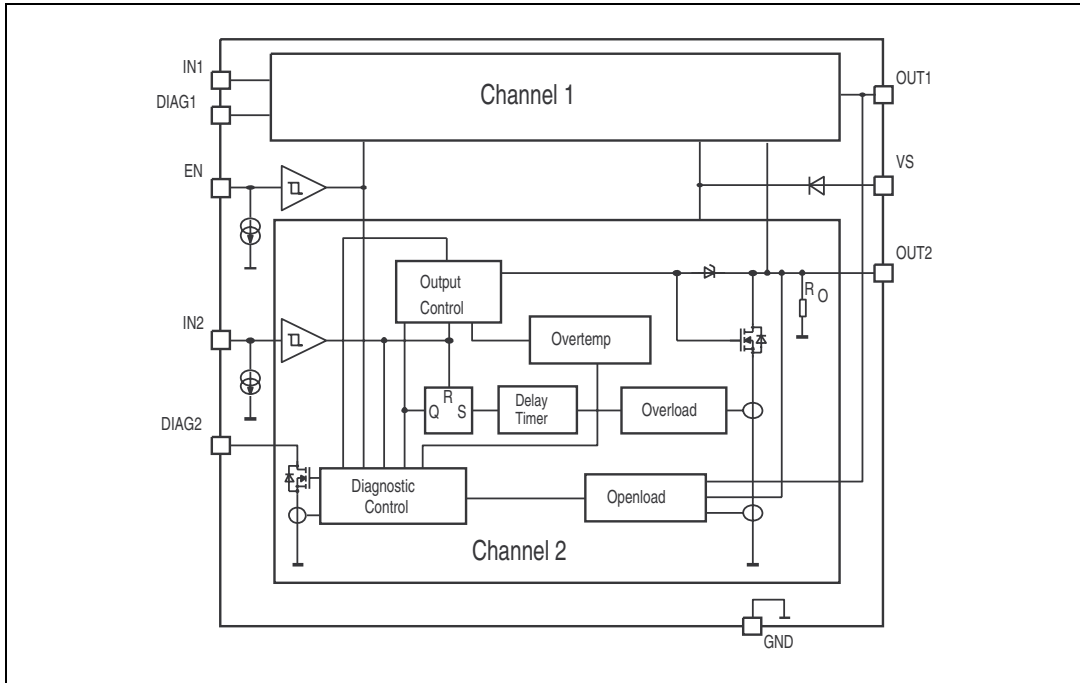 IN1
Channel 1
OUT1
DIAG1
EN
VS
OUT2
Output
Control
R
O
IN2
Overtemp
R
Q
S
Delay
Timer
Overload
DIAG2
Diagnostic
Control
Openload
Channel 2
GND